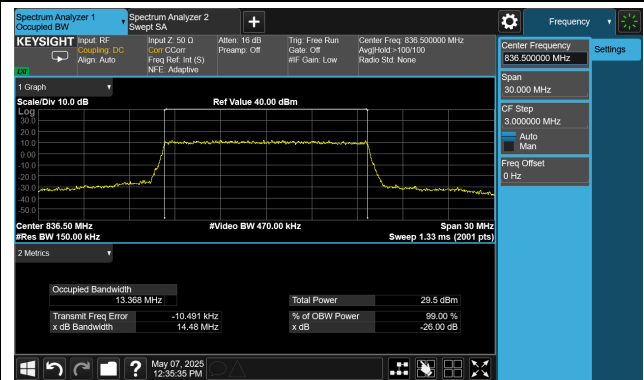 Spectrum Analyzer 1
Occupied BW
Spectrum Analyzer 2
Swept SA
Frequency
KEYSIGHT
Input: RF
Coupling: DC
Align: Auto
Input Z: 50 Ω
Corr CCorr
Freq Ref: Int (S)
NFE: Adaptive
Atten: 16 dB
Preamp: Off
Trig: Free Run
Gate: Off
#IF Gain: Low
Center Freq: 836.500000 MHz
Avg|Hold:>100/100
Radio Std: None
LXI
Center Frequency
836.500000 MHz
Settings
Span
30.000 MHz
CF Step
3.000000 MHz
Auto
Man
Freq Offset
0 Hz
1 Graph
Scale/Div 10.0 dB
Ref Value 40.00 dBm
Log
30.0
20.0
10.0
0.00
-10.0
-20.0
-30.0
-40.0
-50.0
Center 836.50 MHz
#Video BW 470.00 kHz
Span 30 MHz
#Res BW 150.00 kHz
Sweep 1.33 ms (2001 pts)
2 Metrics
Occupied Bandwidth
13.368 MHz
Total Power
29.5 dBm
Transmit Freq Error
-10.491 kHz
% of OBW Power
99.00 %
x dB Bandwidth
14.48 MHz
x dB
-26.00 dB
May 07, 2025
12:35:35 PM